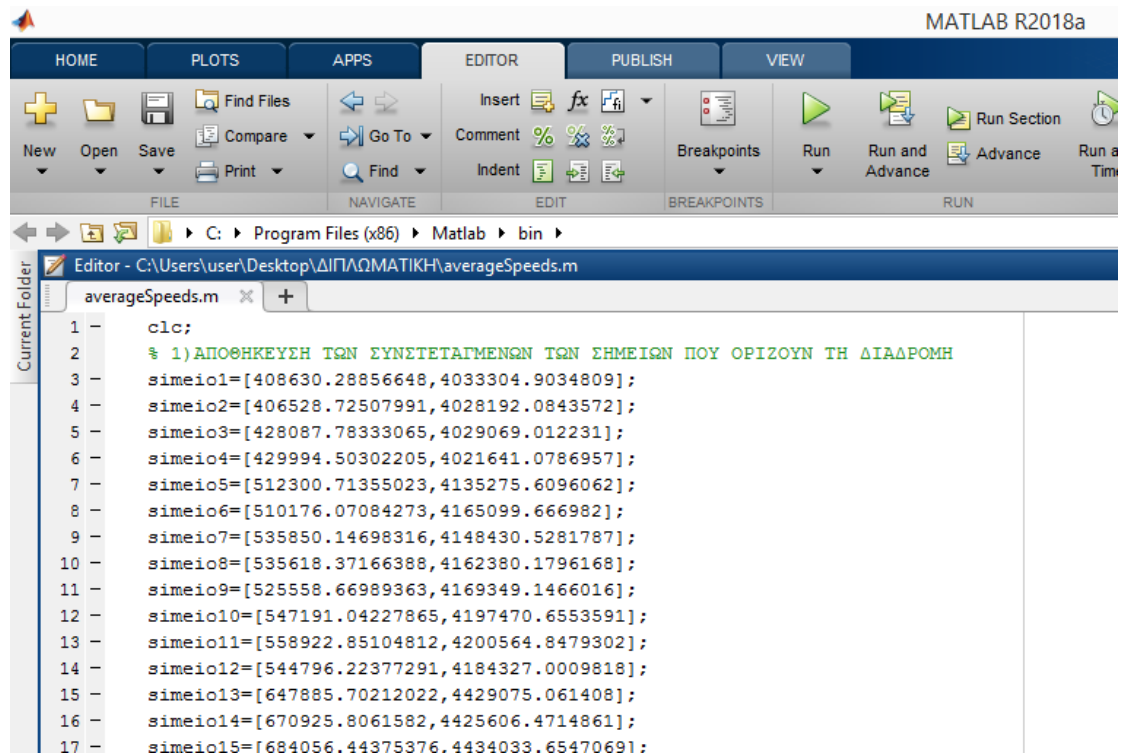 MATLAB R2018a
HOME PLOTS APPS EDITOR PUBLISH VIEW
New Open Save Find Files Compare Print
FILE
Go To Find
NAVIGATE
Insert fx Comment Indent
EDIT
Breakpoints
BREAKPOINTS
Run Run and Advance Run Section Advance Run a Time
RUN
C: Program Files (x86) Matlab bin
Current Folder
Editor - C:\Users\user\Desktop\ΔΙΠΛΩΜΑΤΙΚΗ\averageSpeeds.m
averageSpeeds.m × +
1 – clc;
2 % 1)ΑΠΟΘΗΚΕΥΣΗ ΤΩΝ ΣΥΝΣΤΕΤΑΓΜΕΝΩΝ ΤΩΝ ΣΗΜΕΙΩΝ ΠΟΥ ΟΡΙΖΟΥΝ ΤΗ ΔΙΑΔΡΟΜΗ
3 – simeio1=[408630.28856648,4033304.9034809];
4 – simeio2=[406528.72507991,4028192.0843572];
5 – simeio3=[428087.78333065,4029069.012231];
6 – simeio4=[429994.50302205,4021641.0786957];
7 – simeio5=[512300.71355023,4135275.6096062];
8 – simeio6=[510176.07084273,4165099.666982];
9 – simeio7=[535850.14698316,4148430.5281787];
10 – simeio8=[535618.37166388,4162380.1796168];
11 – simeio9=[525558.66989363,4169349.1466016];
12 – simeio10=[547191.04227865,4197470.6553591];
13 – simeio11=[558922.85104812,4200564.8479302];
14 – simeio12=[544796.22377291,4184327.0009818];
15 – simeio13=[647885.70212022,4429075.061408];
16 – simeio14=[670925.8061582,4425606.4714861];
17 – simeio15=[684056.44375376,4434033.6547069];